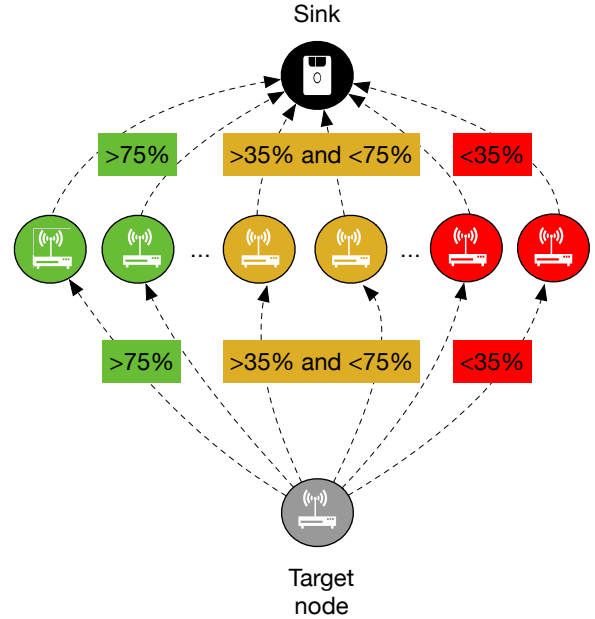 Sink
>75%
>35% and <75%
<35%
... ...
>75%
>35% and <75%
<35%
Target
node